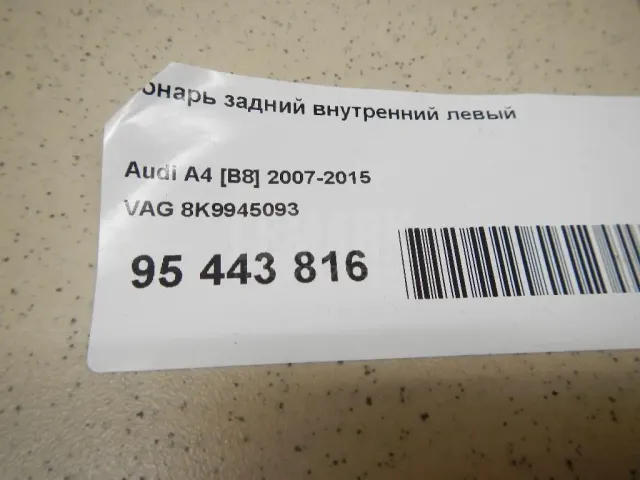 онарь задний внутренний левый
Audi A4 [B8] 2007-2015
VAG 8K9945093
95 443 816